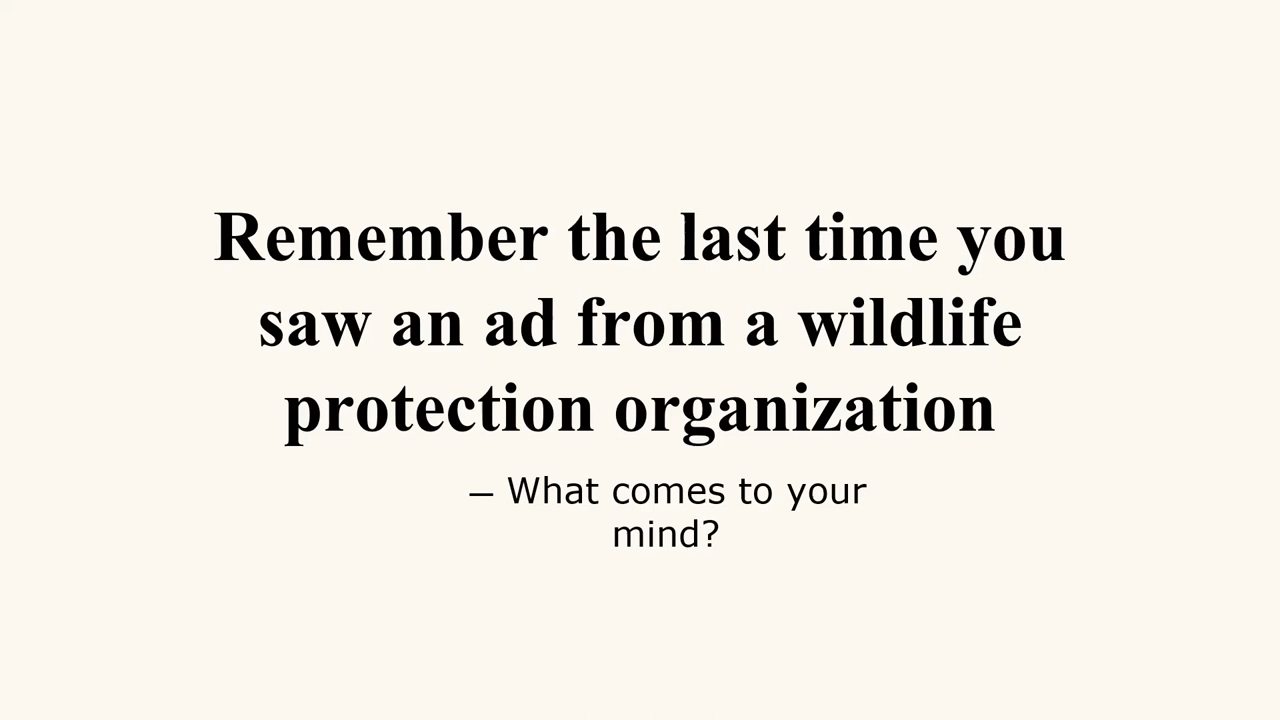 Remember the last time you
saw an ad from a wildlife
protection organization
— What comes to your
mind?